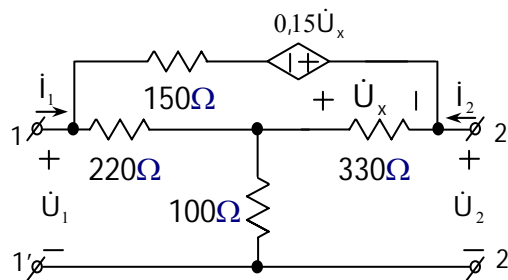 0,15U̇ₓ
İ₁
150Ω
+ U̇ₓ −
İ₂
1
2
+
220Ω
330Ω
+
U̇₁
100Ω
U̇₂
1'
−
−
2